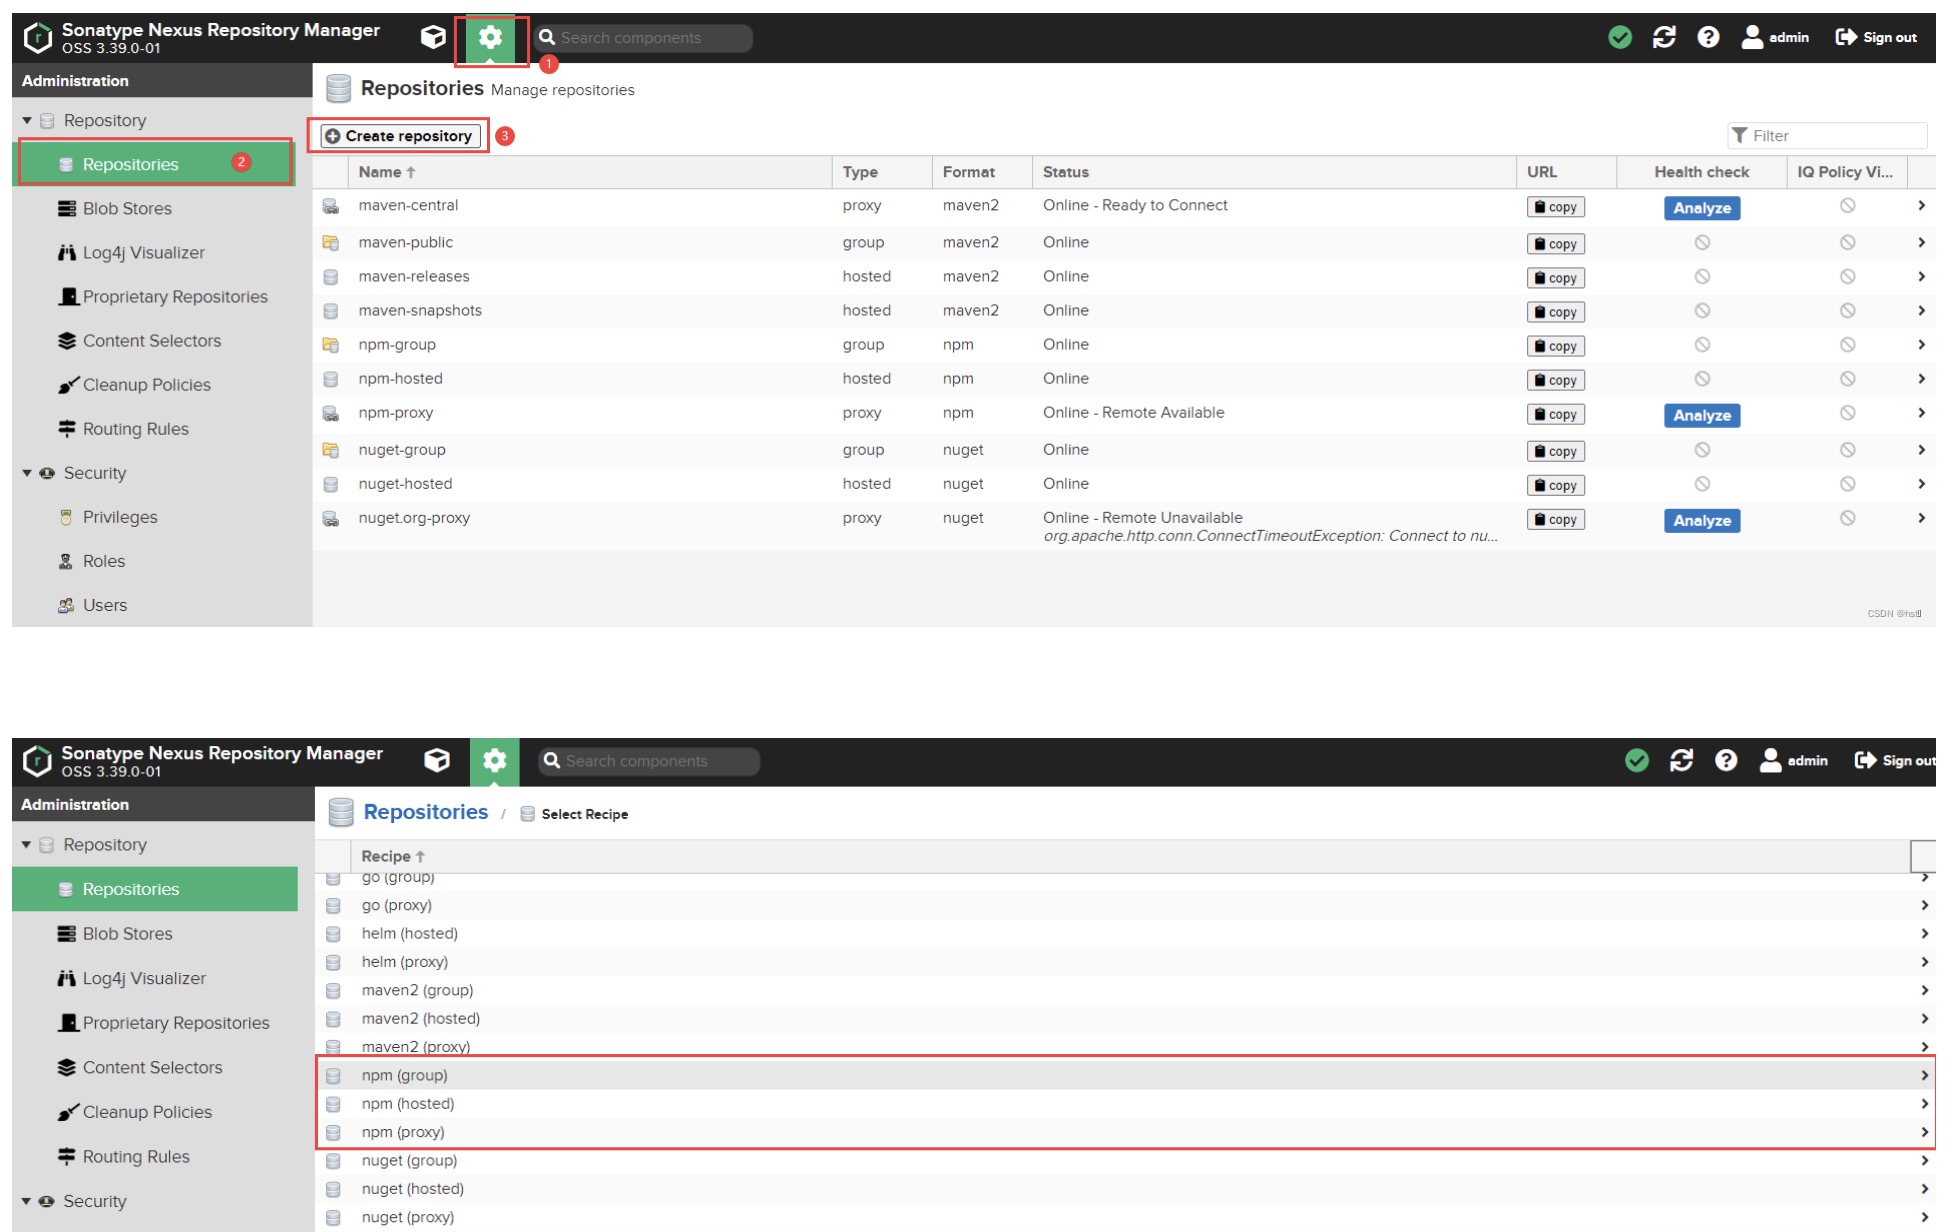 Sonatype Nexus Repository Manager
OSS 3.39.0-01
Search components
admin
Sign out
1
Administration
Repositories Manage repositories
Repository
Create repository
3
Filter
Repositories
2
Name Type Format Status URL Health check IQ Policy Vi...
maven-central proxy maven2 Online - Ready to Connect copy Analyze
Blob Stores
maven-public group maven2 Online copy
Log4j Visualizer
maven-releases hosted maven2 Online copy
Proprietary Repositories
maven-snapshots hosted maven2 Online copy
Content Selectors
npm-group group npm Online copy
npm-hosted hosted npm Online copy
Cleanup Policies
npm-proxy proxy npm Online - Remote Available copy Analyze
Routing Rules
nuget-group group nuget Online copy
Security
nuget-hosted hosted nuget Online copy
Privileges
nuget.org-proxy proxy nuget Online - Remote Unavailable copy Analyze
org.apache.http.conn.ConnectTimeoutException: Connect to nu...
Roles
Users
Sonatype Nexus Repository Manager
OSS 3.39.0-01
Search components
admin
Sign out
Administration
Repositories / Select Recipe
Repository
Recipe
go (group)
Repositories
go (proxy)
Blob Stores
helm (hosted)
helm (proxy)
Log4j Visualizer
maven2 (group)
maven2 (hosted)
Proprietary Repositories
maven2 (proxy)
Content Selectors
npm (group)
npm (hosted)
Cleanup Policies
npm (proxy)
Routing Rules
nuget (group)
nuget (hosted)
Security
nuget (proxy)